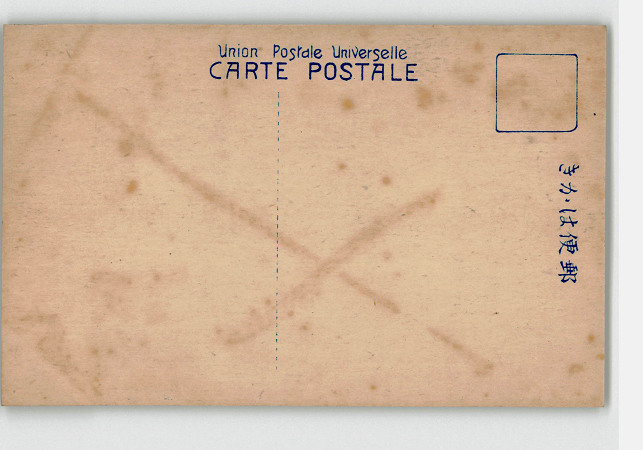 Union Postale Universelle
CARTE POSTALE
きがは便郵